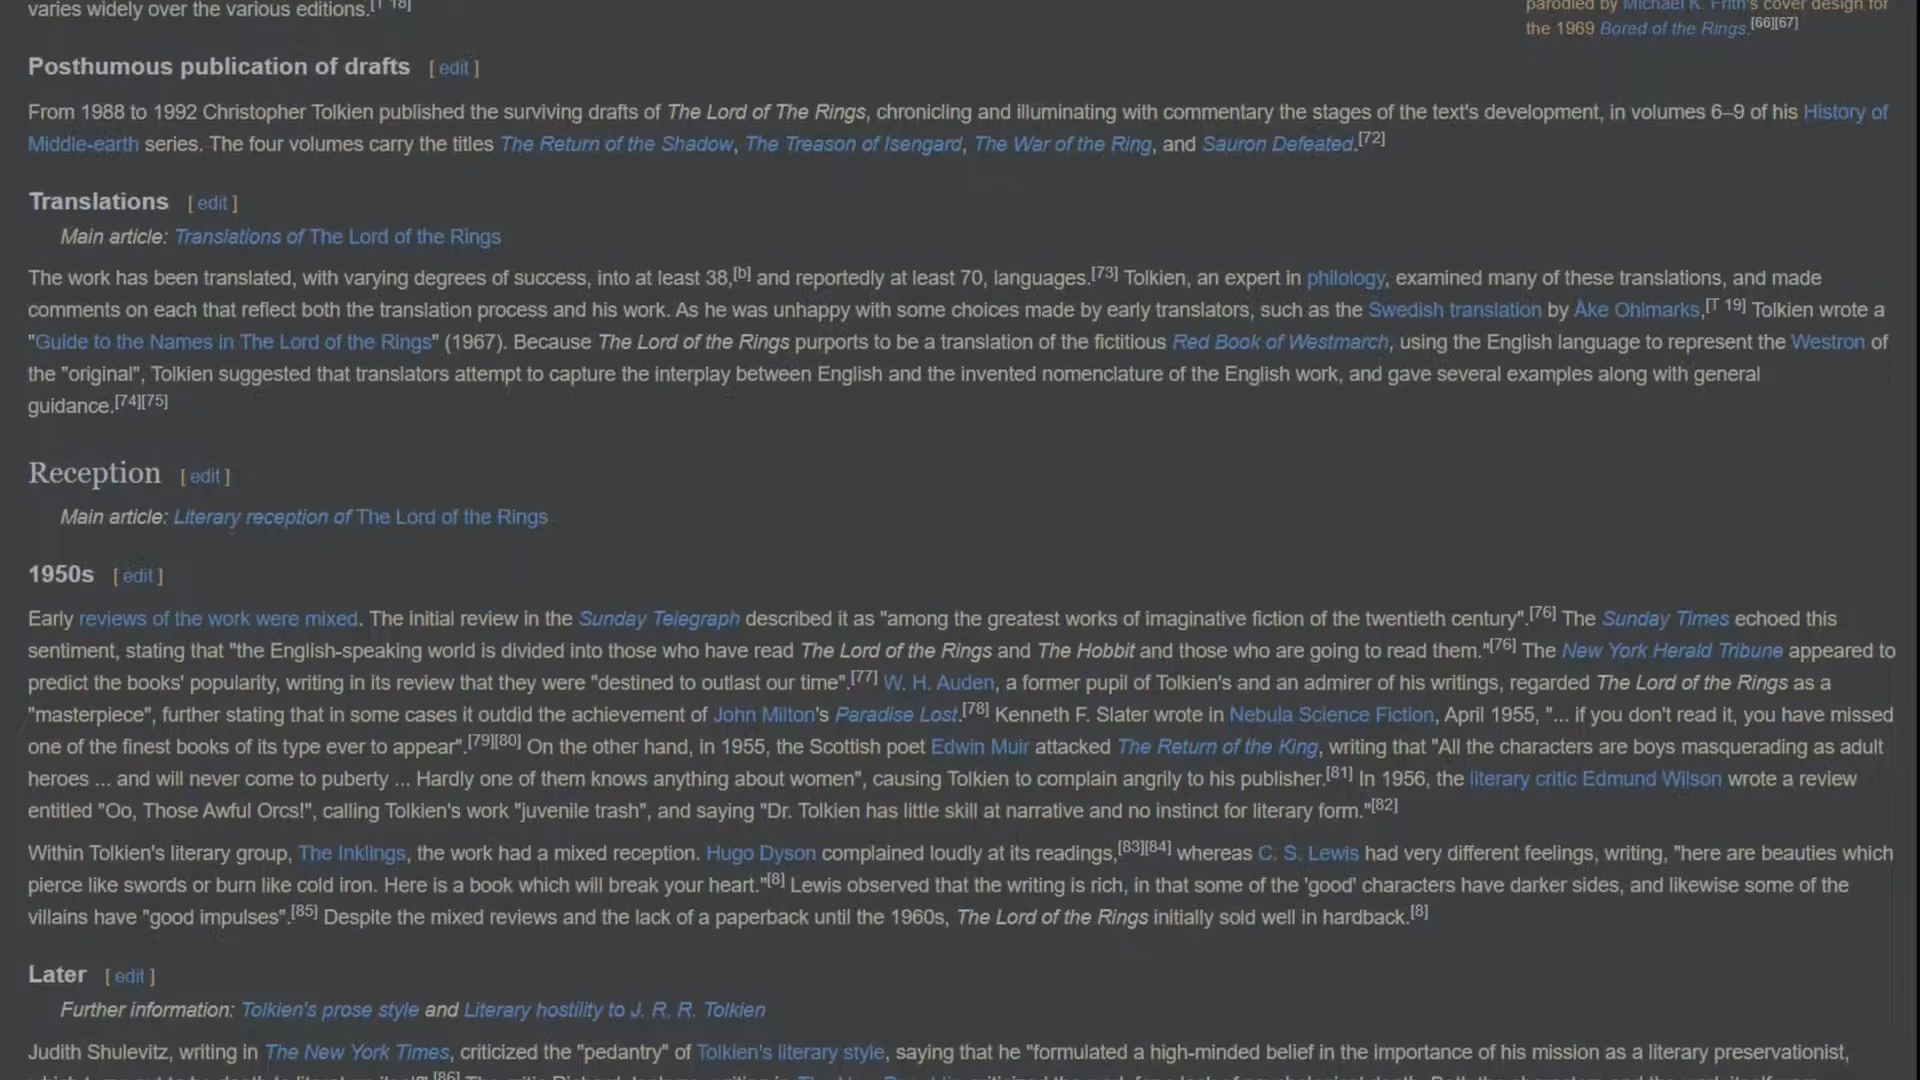 varies widely over the various editions.[T 18]
parodied by Michael K. Frith's cover design for
the 1969 Bored of the Rings.[66][67]
Posthumous publication of drafts [ edit ]
From 1988 to 1992 Christopher Tolkien published the surviving drafts of The Lord of The Rings, chronicling and illuminating with commentary the stages of the text's development, in volumes 6–9 of his History of
Middle-earth series. The four volumes carry the titles The Return of the Shadow, The Treason of Isengard, The War of the Ring, and Sauron Defeated.[72]
Translations [ edit ]
Main article: Translations of The Lord of the Rings
The work has been translated, with varying degrees of success, into at least 38,[b] and reportedly at least 70, languages.[73] Tolkien, an expert in philology, examined many of these translations, and made
comments on each that reflect both the translation process and his work. As he was unhappy with some choices made by early translators, such as the Swedish translation by Åke Ohlmarks,[T 19] Tolkien wrote a
"Guide to the Names in The Lord of the Rings" (1967). Because The Lord of the Rings purports to be a translation of the fictitious Red Book of Westmarch, using the English language to represent the Westron of
the "original", Tolkien suggested that translators attempt to capture the interplay between English and the invented nomenclature of the English work, and gave several examples along with general
guidance.[74][75]
Reception [ edit ]
Main article: Literary reception of The Lord of the Rings
1950s [ edit ]
Early reviews of the work were mixed. The initial review in the Sunday Telegraph described it as "among the greatest works of imaginative fiction of the twentieth century".[76] The Sunday Times echoed this
sentiment, stating that "the English-speaking world is divided into those who have read The Lord of the Rings and The Hobbit and those who are going to read them."[76] The New York Herald Tribune appeared to
predict the books' popularity, writing in its review that they were "destined to outlast our time".[77] W. H. Auden, a former pupil of Tolkien's and an admirer of his writings, regarded The Lord of the Rings as a
"masterpiece", further stating that in some cases it outdid the achievement of John Milton's Paradise Lost.[78] Kenneth F. Slater wrote in Nebula Science Fiction, April 1955, "... if you don't read it, you have missed
one of the finest books of its type ever to appear".[79][80] On the other hand, in 1955, the Scottish poet Edwin Muir attacked The Return of the King, writing that "All the characters are boys masquerading as adult
heroes ... and will never come to puberty ... Hardly one of them knows anything about women", causing Tolkien to complain angrily to his publisher.[81] In 1956, the literary critic Edmund Wilson wrote a review
entitled "Oo, Those Awful Orcs!", calling Tolkien's work "juvenile trash", and saying "Dr. Tolkien has little skill at narrative and no instinct for literary form."[82]
Within Tolkien's literary group, The Inklings, the work had a mixed reception. Hugo Dyson complained loudly at its readings,[83][84] whereas C. S. Lewis had very different feelings, writing, "here are beauties which
pierce like swords or burn like cold iron. Here is a book which will break your heart."[8] Lewis observed that the writing is rich, in that some of the 'good' characters have darker sides, and likewise some of the
villains have "good impulses".[85] Despite the mixed reviews and the lack of a paperback until the 1960s, The Lord of the Rings initially sold well in hardback.[8]
Later [ edit ]
Further information: Tolkien's prose style and Literary hostility to J. R. R. Tolkien
Judith Shulevitz, writing in The New York Times, criticized the "pedantry" of Tolkien's literary style, saying that he "formulated a high-minded belief in the importance of his mission as a literary preservationist,